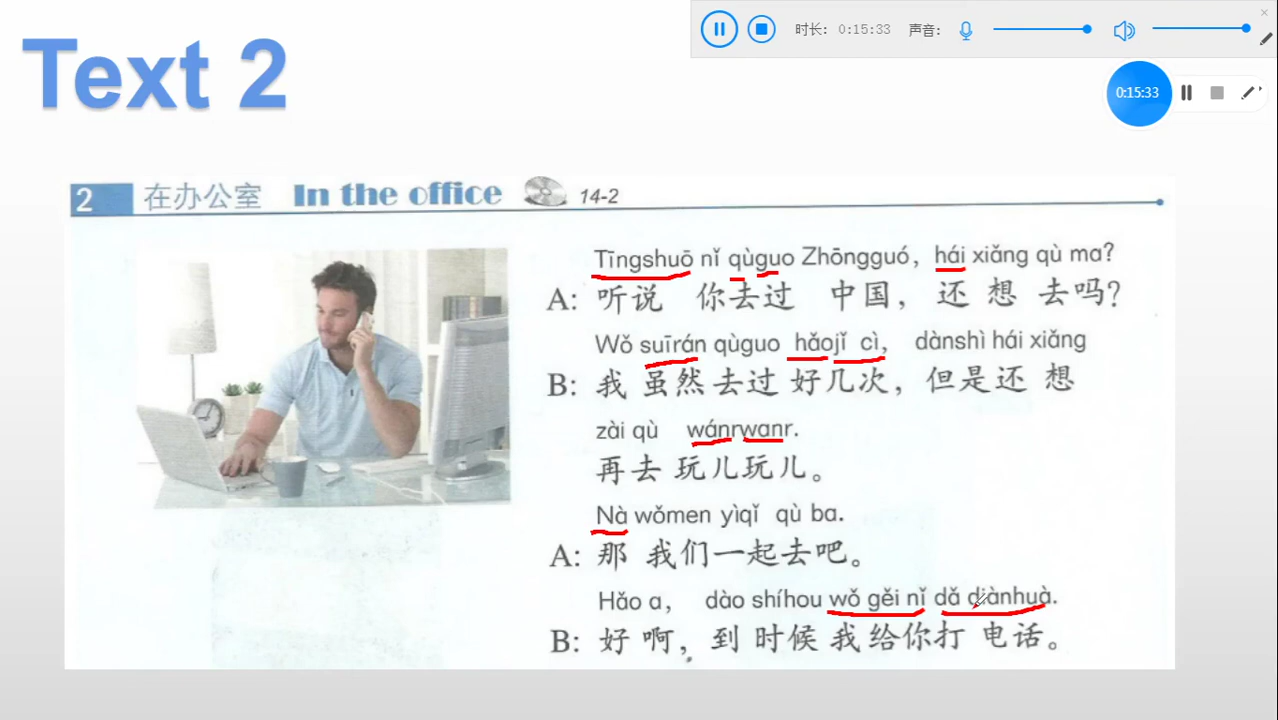 Text 2
时长: 0:15:33 声音:
0:15:33
2 在办公室 In the office 14-2
Tīngshuō nǐ qùguo Zhōngguó, hái xiǎng qù ma?
A: 听说 你去过 中国, 还 想 去吗?
Wǒ suīrán qùguo hǎojǐ cì, dànshì hái xiǎng
B: 我 虽然 去过 好几次, 但是还 想
zài qù wánrwanr.
再去 玩儿玩儿。
Nà wǒmen yìqǐ qù ba.
A: 那 我们一起去吧。
Hǎo a, dào shíhou wǒ gěi nǐ dǎ diànhuà.
B: 好 啊, 到 时候 我 给你打 电话。